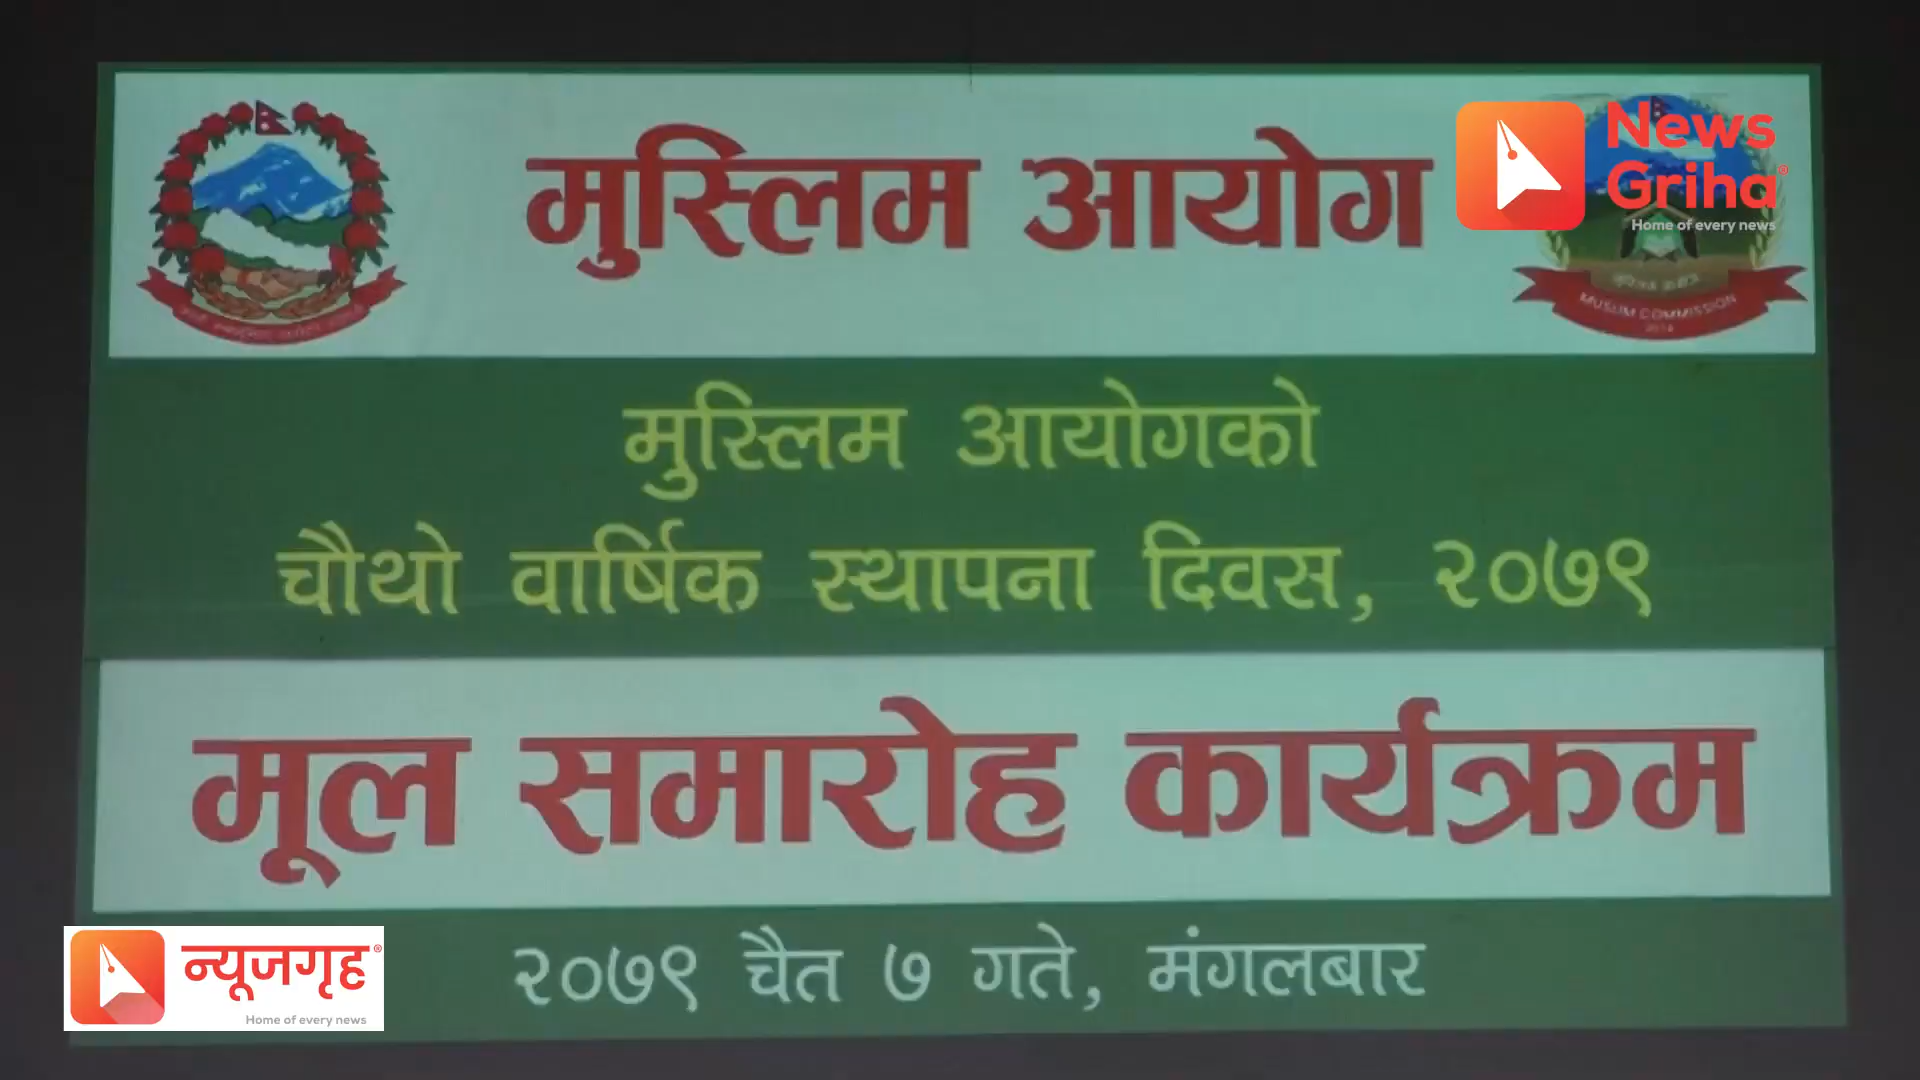 मुस्लिम आयोग
News
Griha
Home of every news
MUSLIM COMMISSION
मुस्लिम आयोगको
चौथो वार्षिक स्थापना दिवस, २०७९
मूल समारोह कार्यक्रम
२०७९ चैत ७ गते, मंगलबार
न्यूजगृह
Home of every news